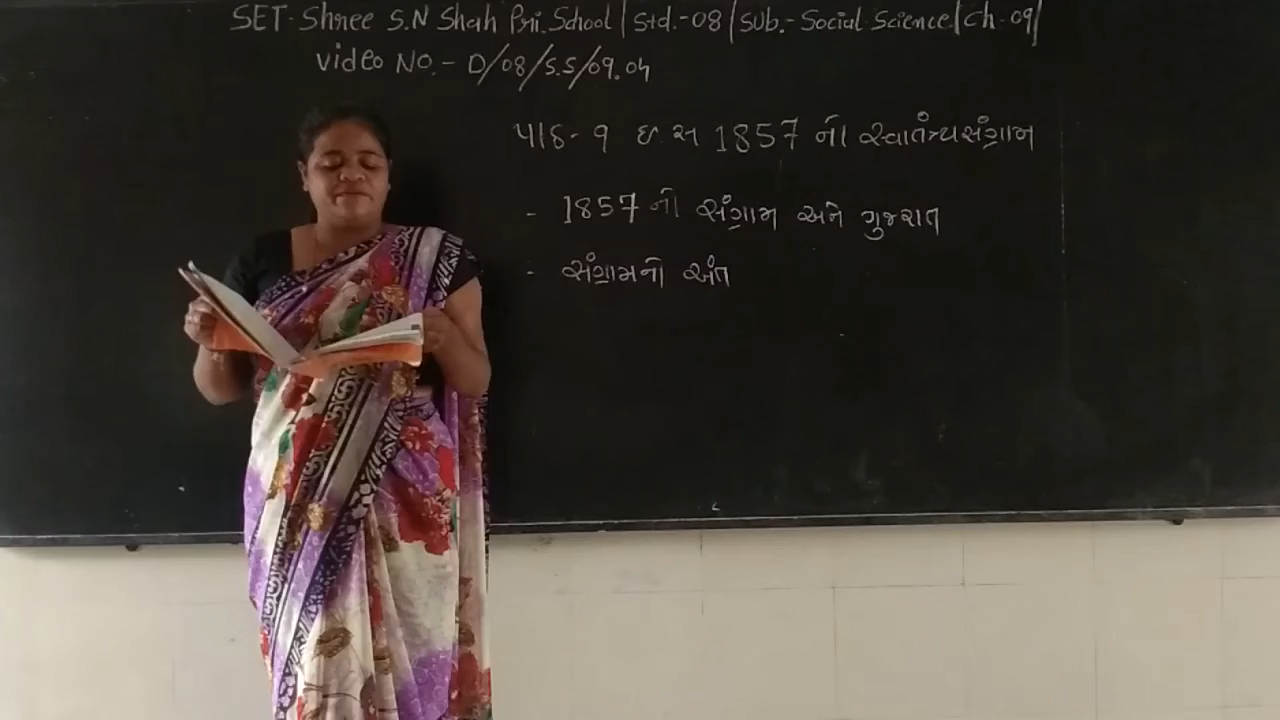 SET-Shree S.N Shah Pri. School | Std.-08 | Sub.- Social Science | Ch-09 |
Video No.- D/08/S.S/09.04
પાઠ- ૧ ઇ.સ 1857 નો સ્વાતંત્ર્યસંગ્રામ
- 1857 નો સંગ્રામ અને ગુજરાત
- સંગ્રામનો અંત